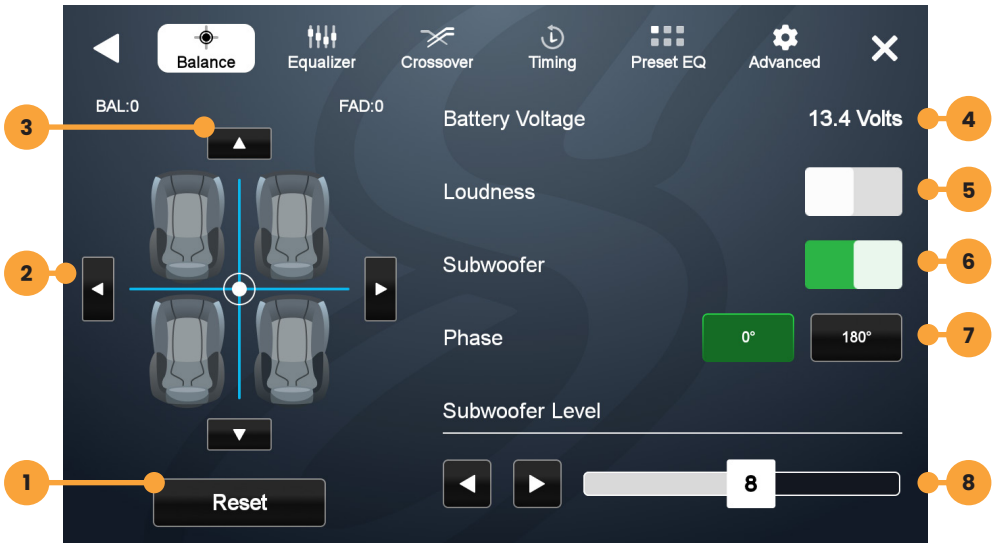 Balance Equalizer Crossover Timing Preset EQ Advanced
BAL:0 FAD:0
3
Battery Voltage 13.4 Volts 4
Loudness 5
2
Subwoofer 6
Phase 0° 180° 7
Subwoofer Level
1
Reset
8 8